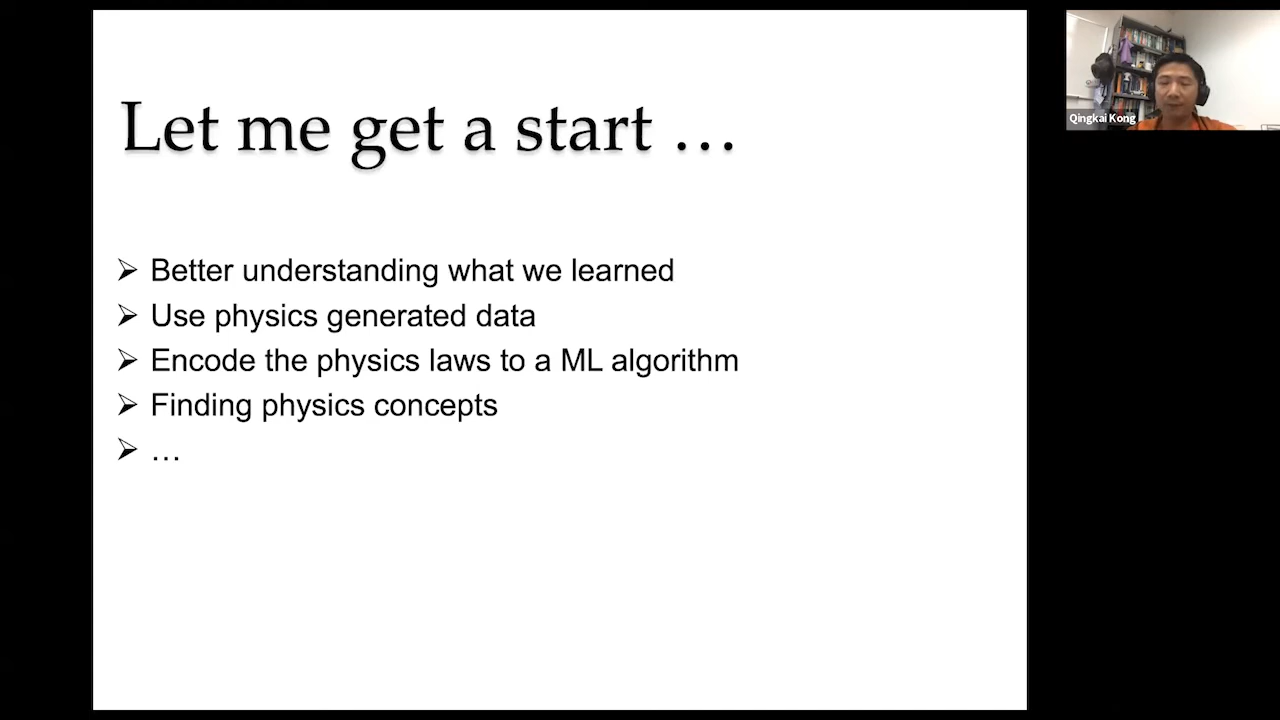 Let me get a start …
➢ Better understanding what we learned
➢ Use physics generated data
➢ Encode the physics laws to a ML algorithm
➢ Finding physics concepts
➢ …
Qingkai Kong